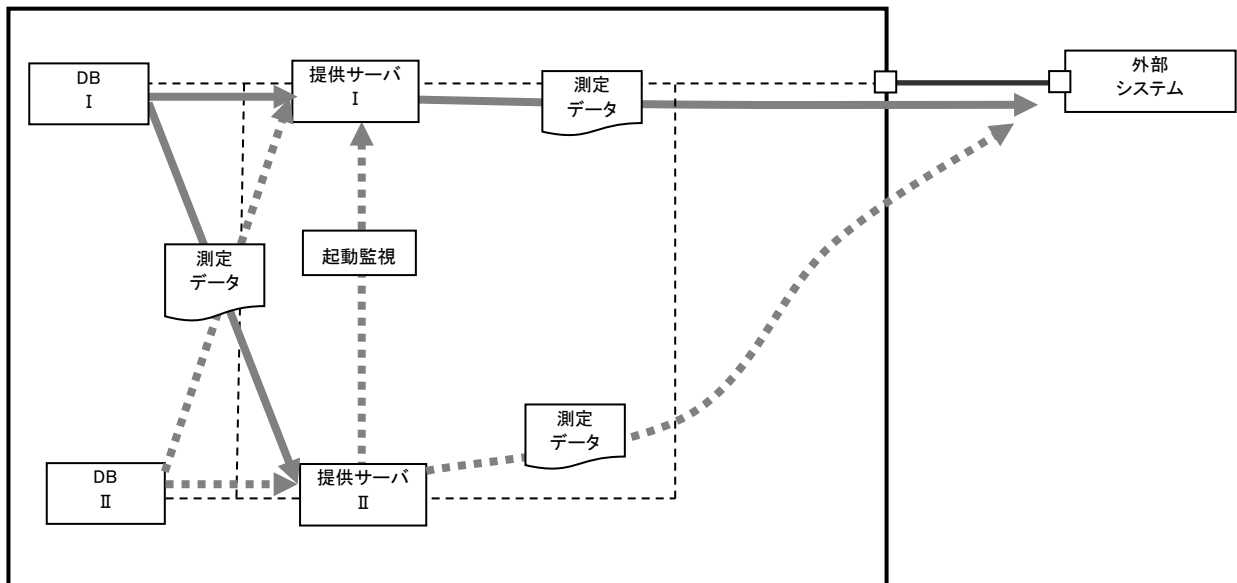 DB
Ⅰ
提供サーバ
Ⅰ
測定
データ
外部
システム
測定
データ
起動監視
DB
Ⅱ
提供サーバ
Ⅱ
測定
データ